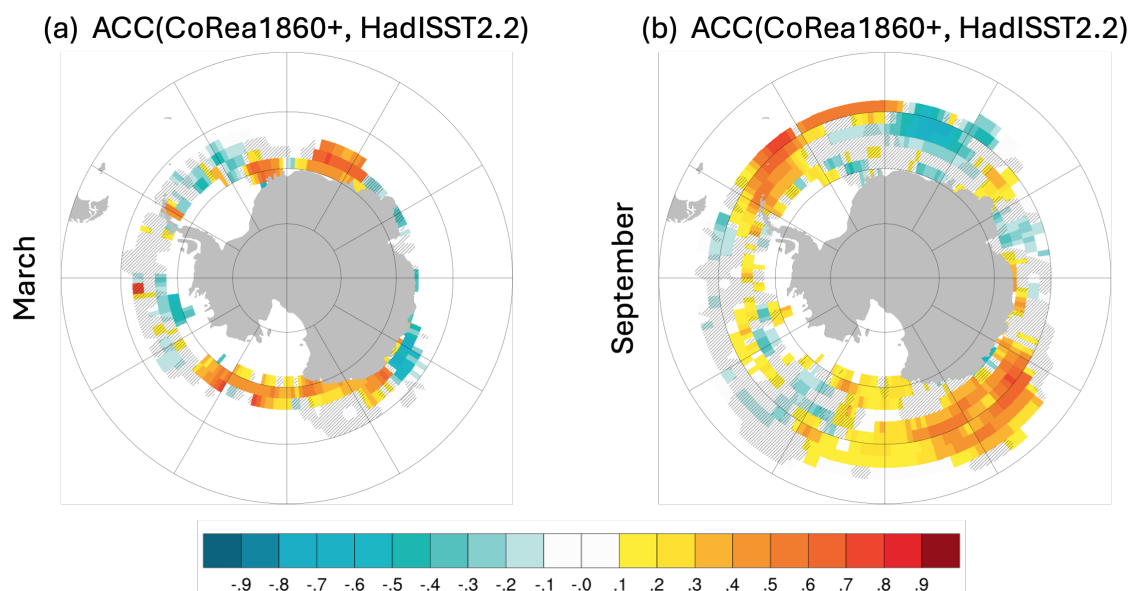 (a) ACC(CoRea1860+, HadISST2.2)
(b) ACC(CoRea1860+, HadISST2.2)
March
September
-.9 -.8 -.7 -.6 -.5 -.4 -.3 -.2 -.1 -.0 .1 .2 .3 .4 .5 .6 .7 .8 .9